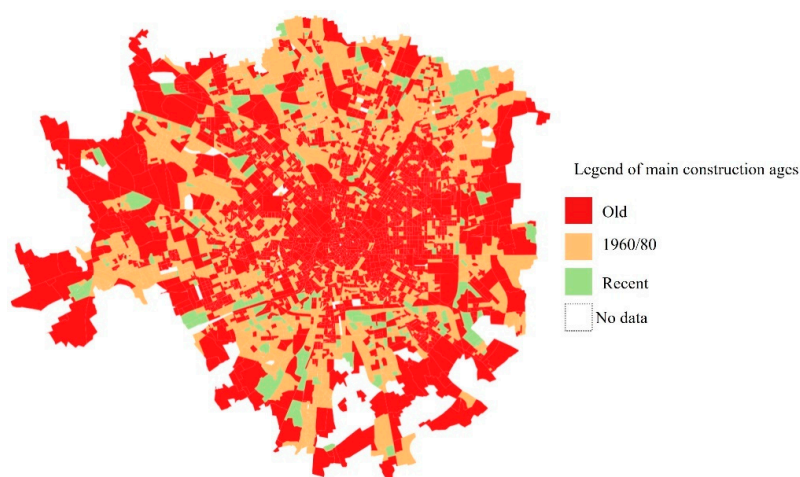 Legend of main construction ages
Old
1960/80
Recent
No data